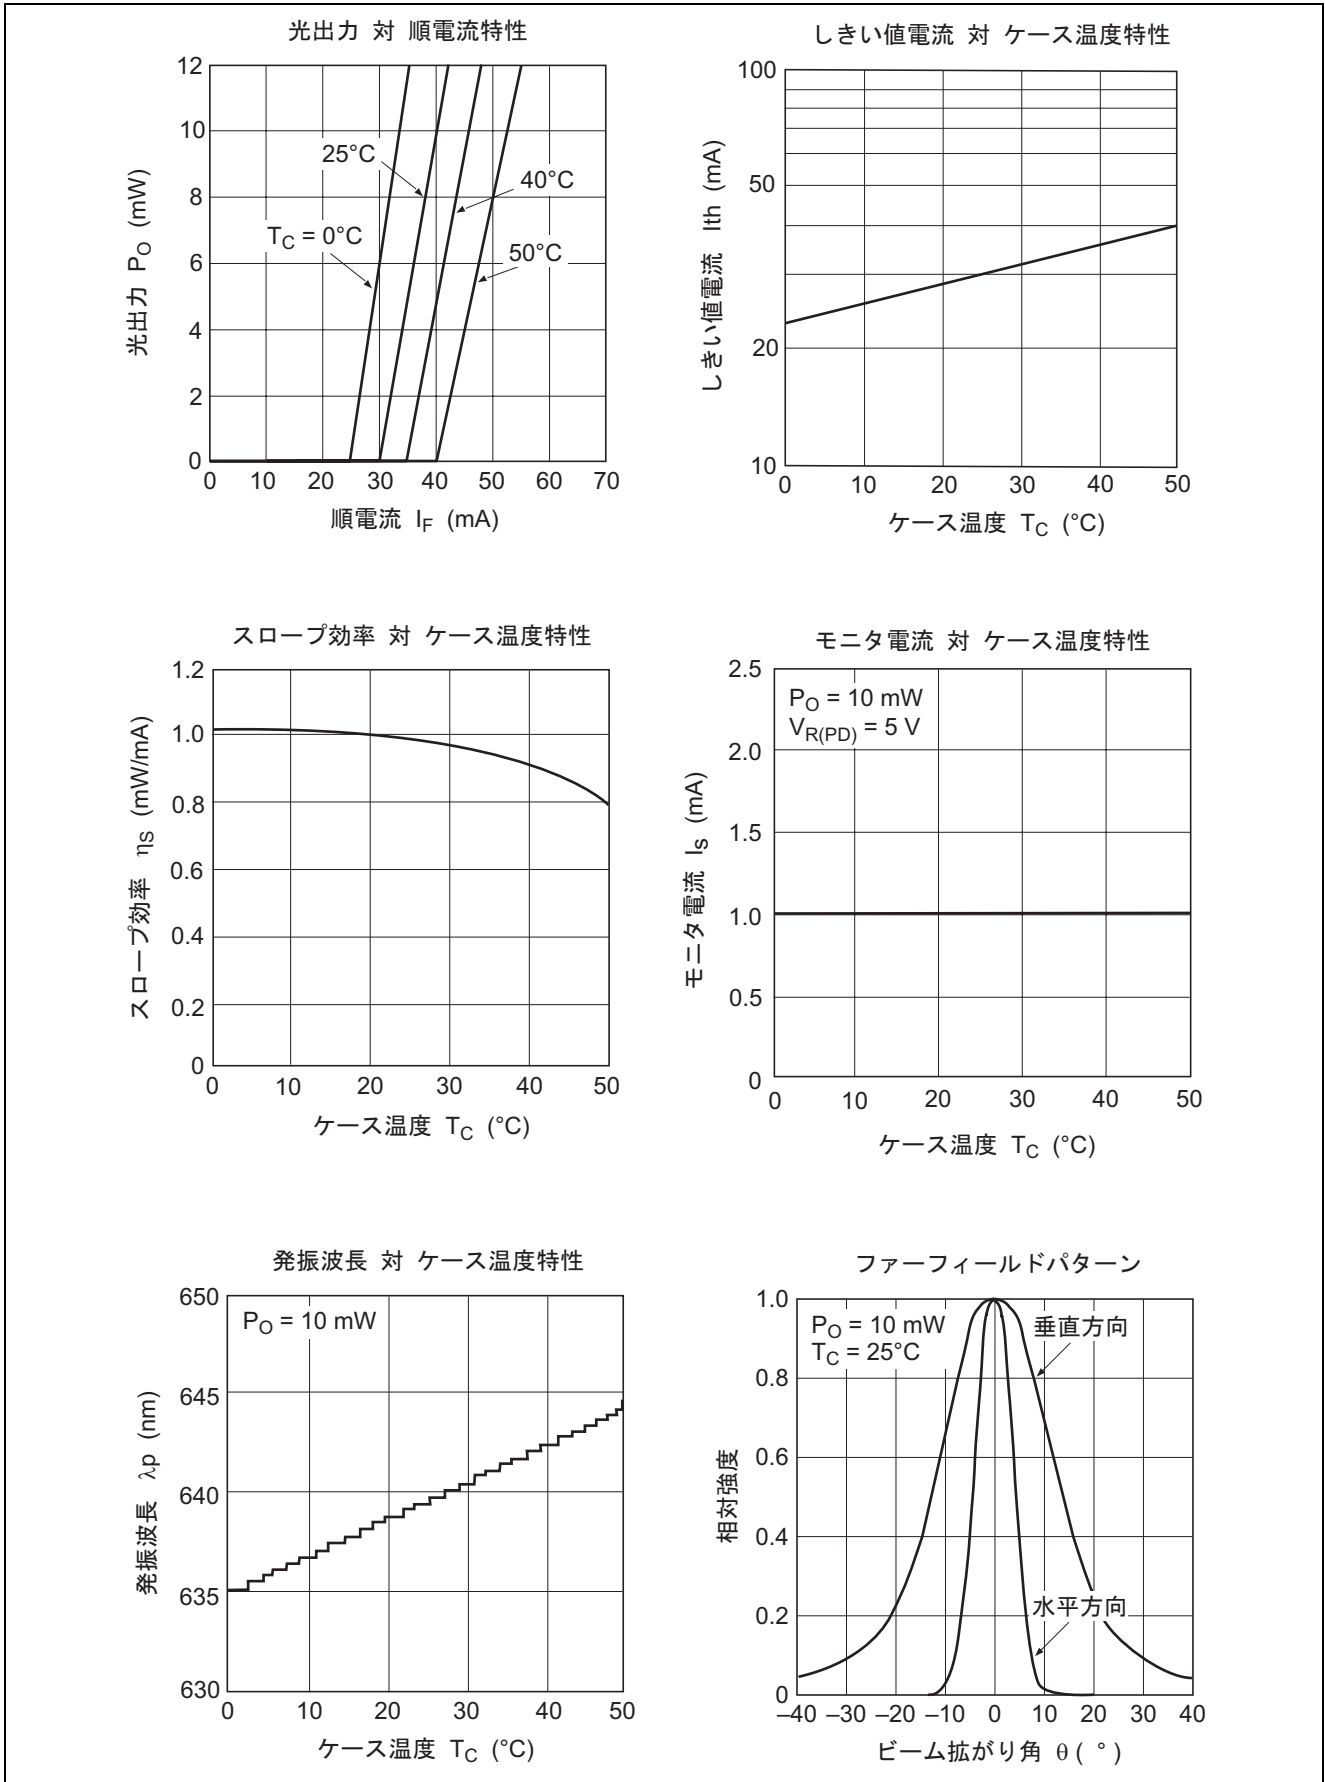 光出力 対 順電流特性
12
10
8
6
4
2
0
光出力 PO (mW)
25°C
40°C
TC = 0°C
50°C
0 10 20 30 40 50 60 70
順電流 IF (mA)
しきい値電流 対 ケース温度特性
100
50
20
10
しきい値電流 Ith (mA)
0 10 20 30 40 50
ケース温度 TC (°C)
スロープ効率 対 ケース温度特性
1.2
1.0
0.8
0.6
0.4
0.2
0
スロープ効率 ηS (mW/mA)
0 10 20 30 40 50
ケース温度 TC (°C)
モニタ電流 対 ケース温度特性
2.5
2.0
1.5
1.0
0.5
0
モニタ電流 IS (mA)
PO = 10 mW
VR(PD) = 5 V
0 10 20 30 40 50
ケース温度 TC (°C)
発振波長 対 ケース温度特性
650
645
640
635
630
発振波長 λp (nm)
PO = 10 mW
0 10 20 30 40 50
ケース温度 TC (°C)
ファーフィールドパターン
1.0
0.8
0.6
0.4
0.2
0
相対強度
PO = 10 mW
TC = 25°C
垂直方向
水平方向
–40 –30 –20 –10 0 10 20 30 40
ビーム拡がり角 θ ( ° )